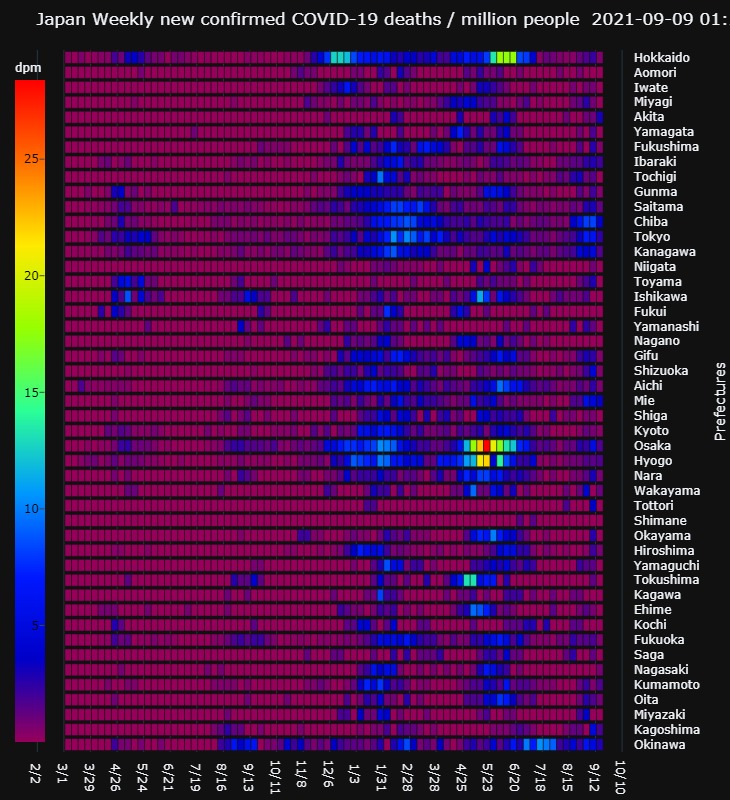 Japan Weekly new confirmed COVID-19 deaths / million people 2021-09-09 01:
dpm
25
20
15
10
5
Hokkaido
Aomori
Iwate
Miyagi
Akita
Yamagata
Fukushima
Ibaraki
Tochigi
Gunma
Saitama
Chiba
Tokyo
Kanagawa
Niigata
Toyama
Ishikawa
Fukui
Yamanashi
Nagano
Gifu
Shizuoka
Aichi
Mie
Shiga
Kyoto
Osaka
Hyogo
Nara
Wakayama
Tottori
Shimane
Okayama
Hiroshima
Yamaguchi
Tokushima
Kagawa
Ehime
Kochi
Fukuoka
Saga
Nagasaki
Kumamoto
Oita
Miyazaki
Kagoshima
Okinawa
Prefectures
2/2
3/1
3/29
4/26
5/24
6/21
7/19
8/16
9/13
10/11
11/8
12/6
1/3
1/31
2/28
3/28
4/25
5/23
6/20
7/18
8/15
9/12
10/10